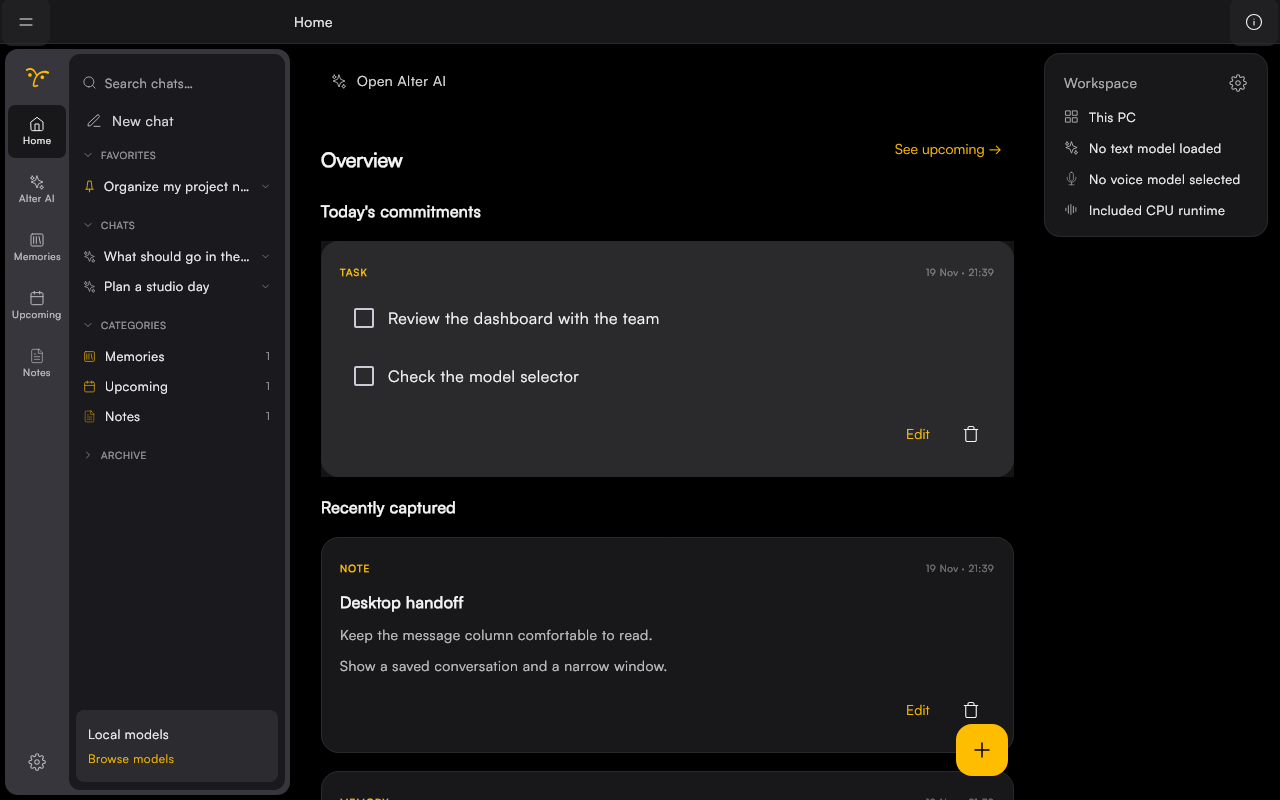 Home
Search chats...
New chat
FAVORITES
Organize my project n...
CHATS
What should go in the...
Plan a studio day
CATEGORIES
Memories 1
Upcoming 1
Notes 1
ARCHIVE
Local models
Browse models
Home
Alter AI
Memories
Upcoming
Notes
Open Alter AI
Overview
See upcoming →
Today's commitments
TASK
19 Nov • 21:39
Review the dashboard with the team
Check the model selector
Edit
Recently captured
NOTE
19 Nov • 21:39
Desktop handoff
Keep the message column comfortable to read.
Show a saved conversation and a narrow window.
Edit
Workspace
This PC
No text model loaded
No voice model selected
Included CPU runtime